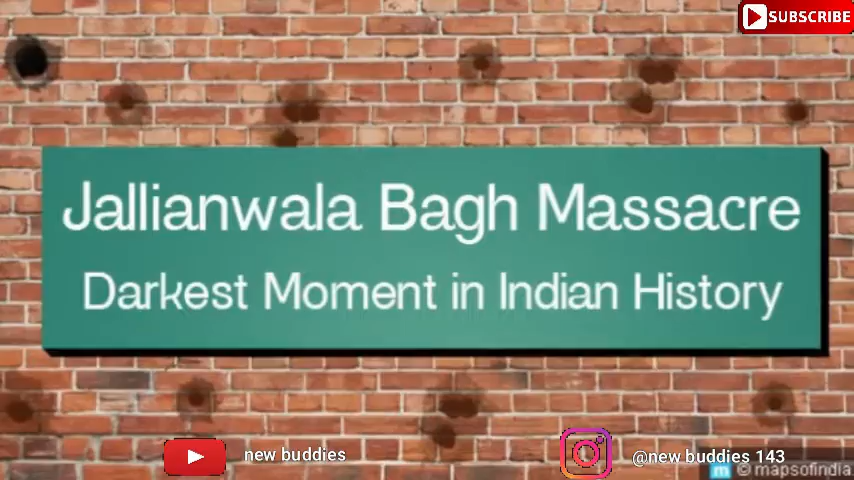 SUBSCRIBE
Jallianwala Bagh Massacre
Darkest Moment in Indian History
new buddies
@new buddies 143
m © mapsofindia